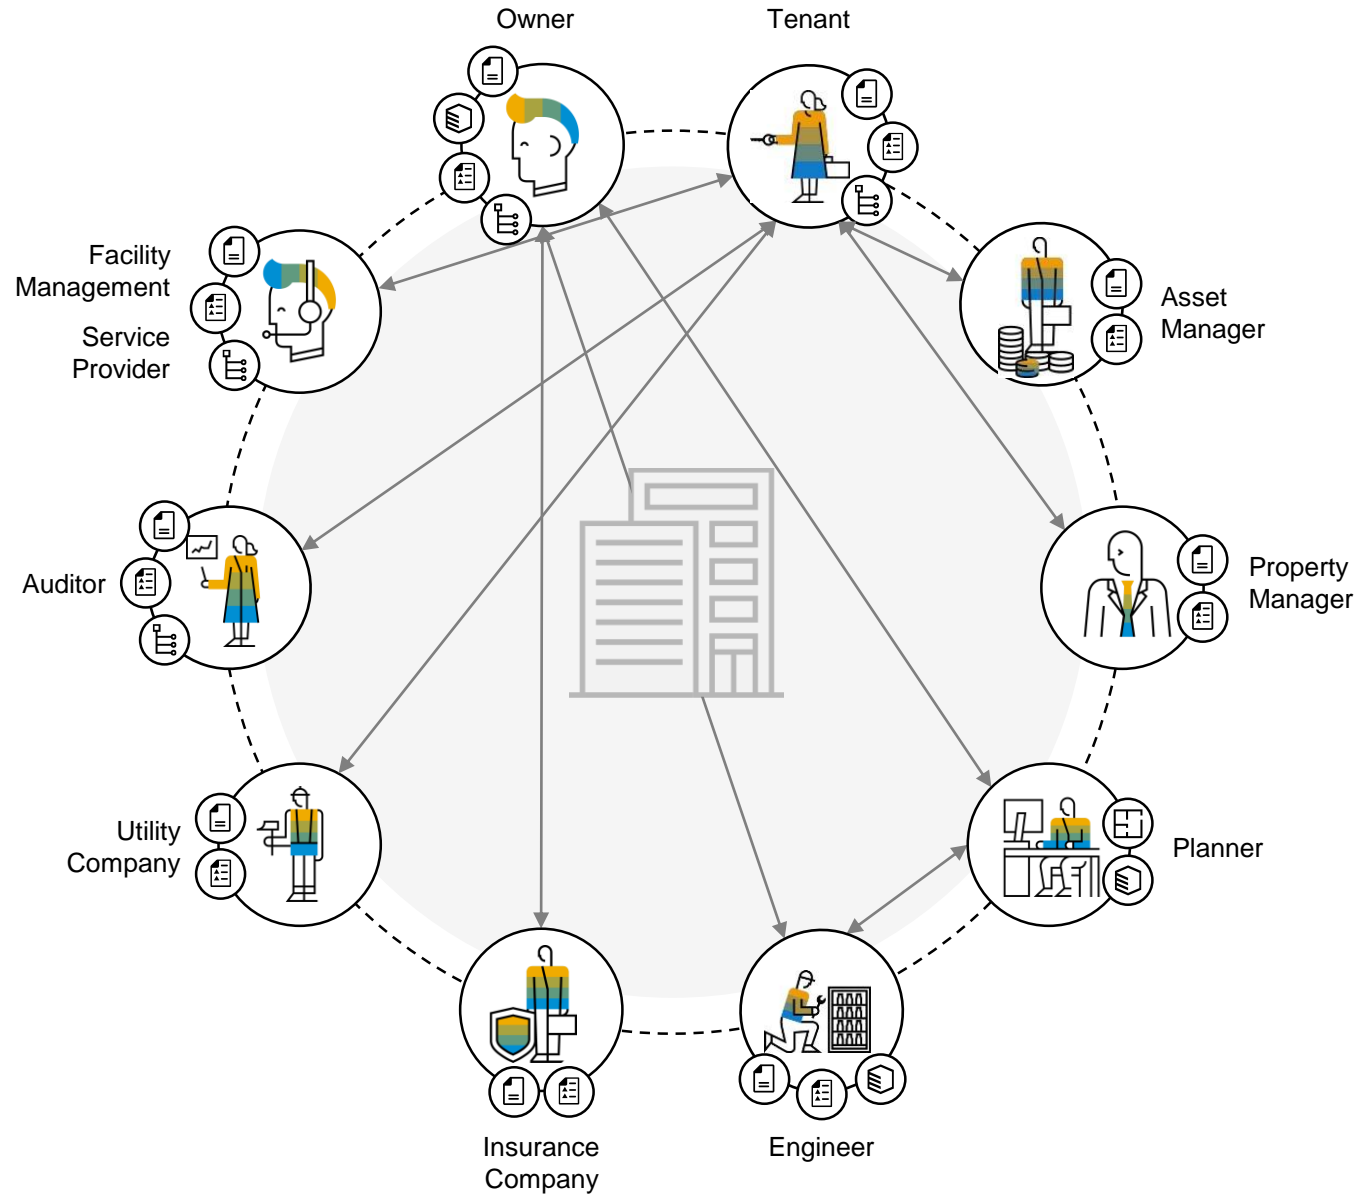 Owner
Tenant
Facility
Management
Service
Provider
Asset
Manager
Auditor
Property
Manager
Utility
Company
Planner
Insurance
Company
Engineer